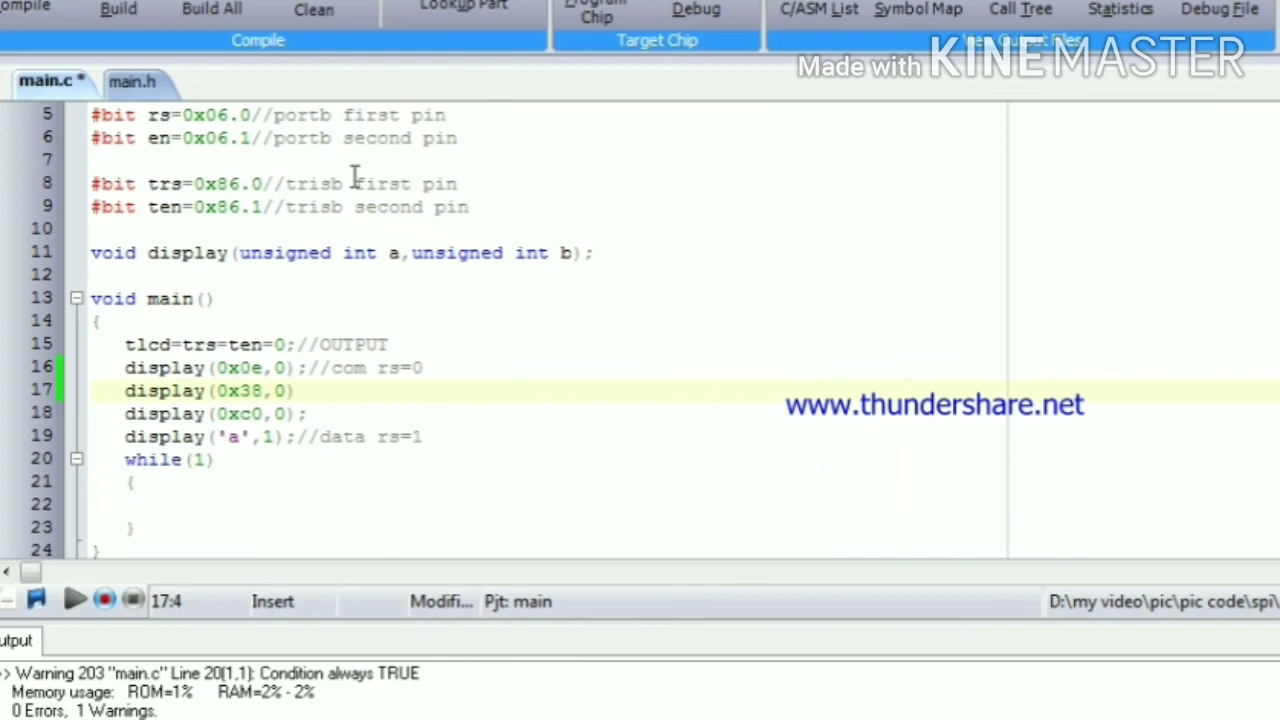 ompile Build Build All Clean Lookup Part Program Chip Debug C/ASM List Symbol Map Call Tree Statistics Debug File
Compile Target Chip View Output Files
Made with KINEMASTER
main.c * main.h
5 #bit rs=0x06.0//portb first pin
6 #bit en=0x06.1//portb second pin
7
8 #bit trs=0x86.0//trisb first pin
9 #bit ten=0x86.1//trisb second pin
10
11 void display(unsigned int a,unsigned int b);
12
13 void main()
14 {
15 tlcd=trs=ten=0;//OUTPUT
16 display(0x0e,0);//com rs=0
17 display(0x38,0)
18 display(0xc0,0);
19 display('a',1);//data rs=1
20 while(1)
21 {
22
23 }
24 }
www.thundershare.net
17:4 Insert Modifi... Pjt: main D:\my video\pic\pic code\spi\
utput
>> Warning 203 "main.c" Line 20(1,1): Condition always TRUE
Memory usage: ROM=1% RAM=2% - 2%
0 Errors, 1 Warnings.